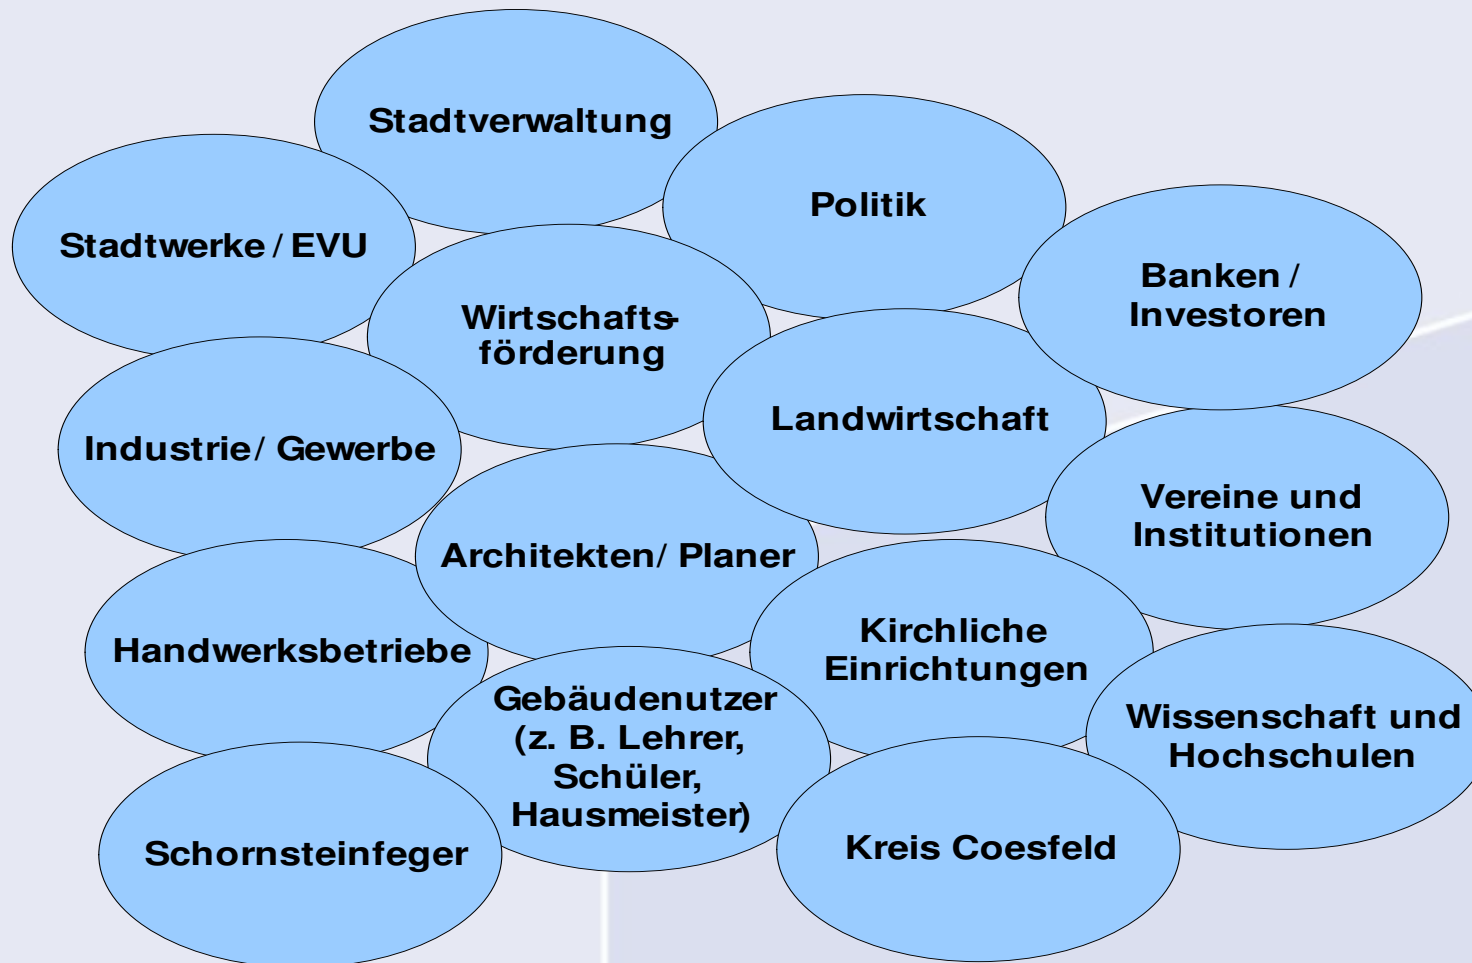 Stadtverwaltung
Politik
Stadtwerke / EVU
Banken /
Investoren
Wirtschafts-
förderung
Landwirtschaft
Industrie/ Gewerbe
Vereine und
Institutionen
Architekten/ Planer
Kirchliche
Einrichtungen
Handwerksbetriebe
Gebäudenutzer
(z. B. Lehrer,
Schüler,
Hausmeister)
Wissenschaft und
Hochschulen
Schornsteinfeger
Kreis Coesfeld